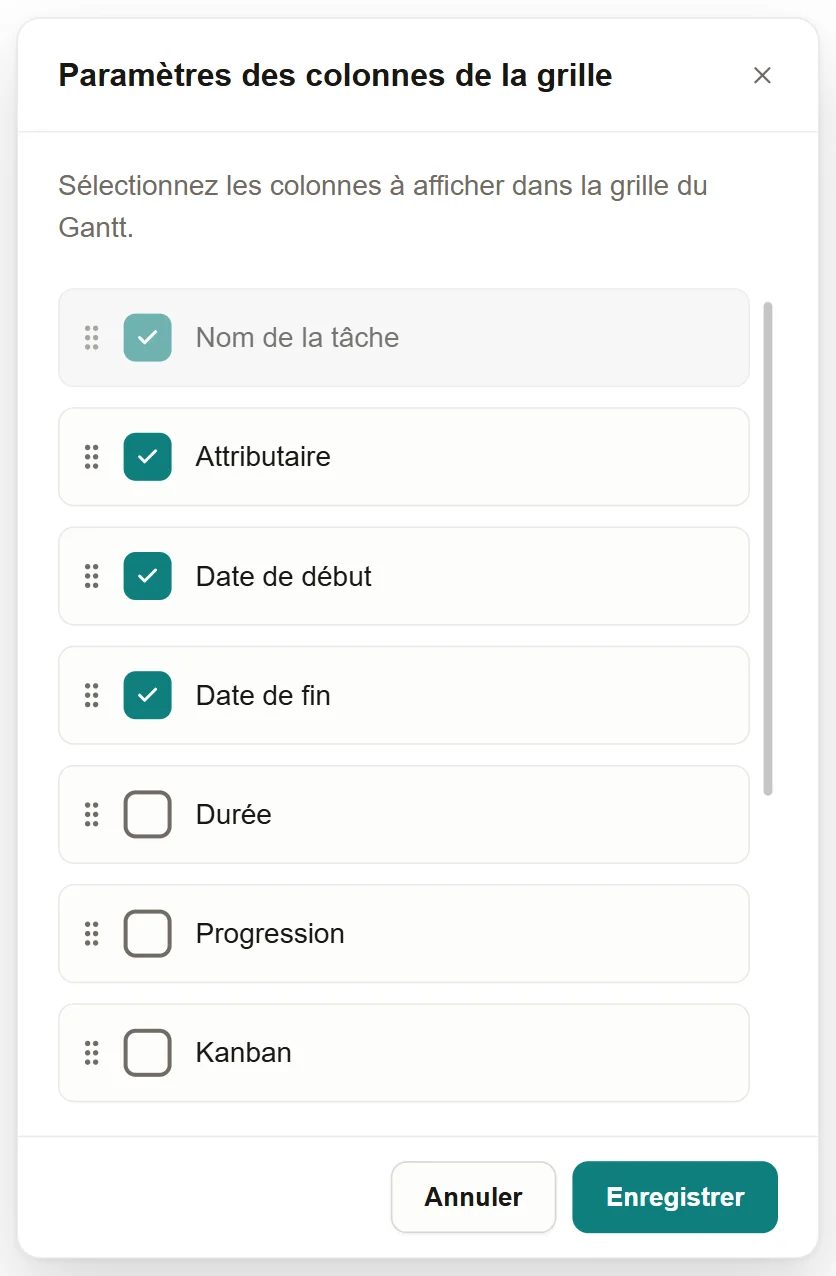 Paramètres des colonnes de la grille
Sélectionnez les colonnes à afficher dans la grille du
Gantt.
Nom de la tâche
Attributaire
Date de début
Date de fin
Durée
Progression
Kanban
Annuler
Enregistrer